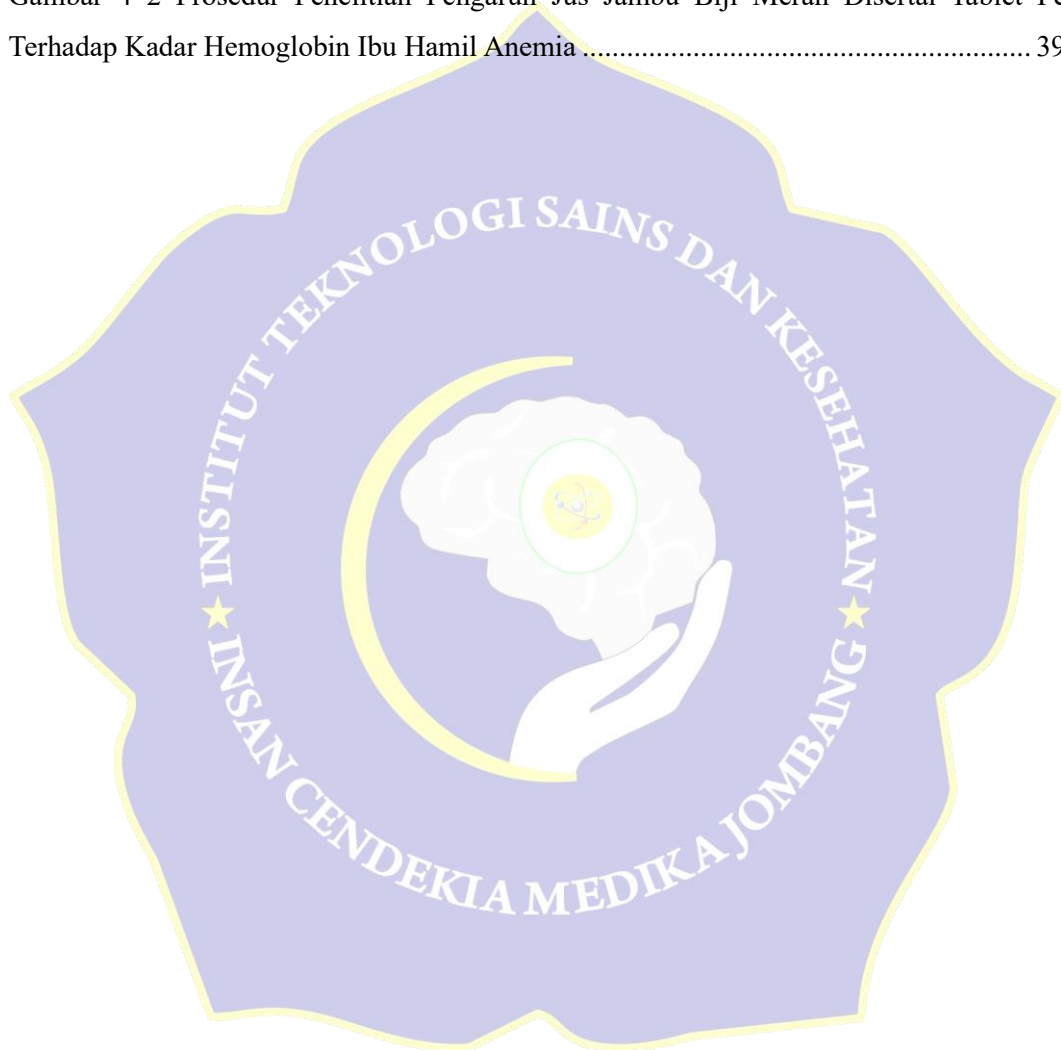 Gambar 4 2 Prosedur Penelitian Pengaruh Jus Jambu Biji Merah Disertai Tablet Fe
Terhadap Kadar Hemoglobin Ibu Hamil Anemia ................................................................ 39
INSTITUT TEKNOLOGI SAINS DAN KESEHATAN
INSAN CENDEKIA MEDIKA JOMBANG